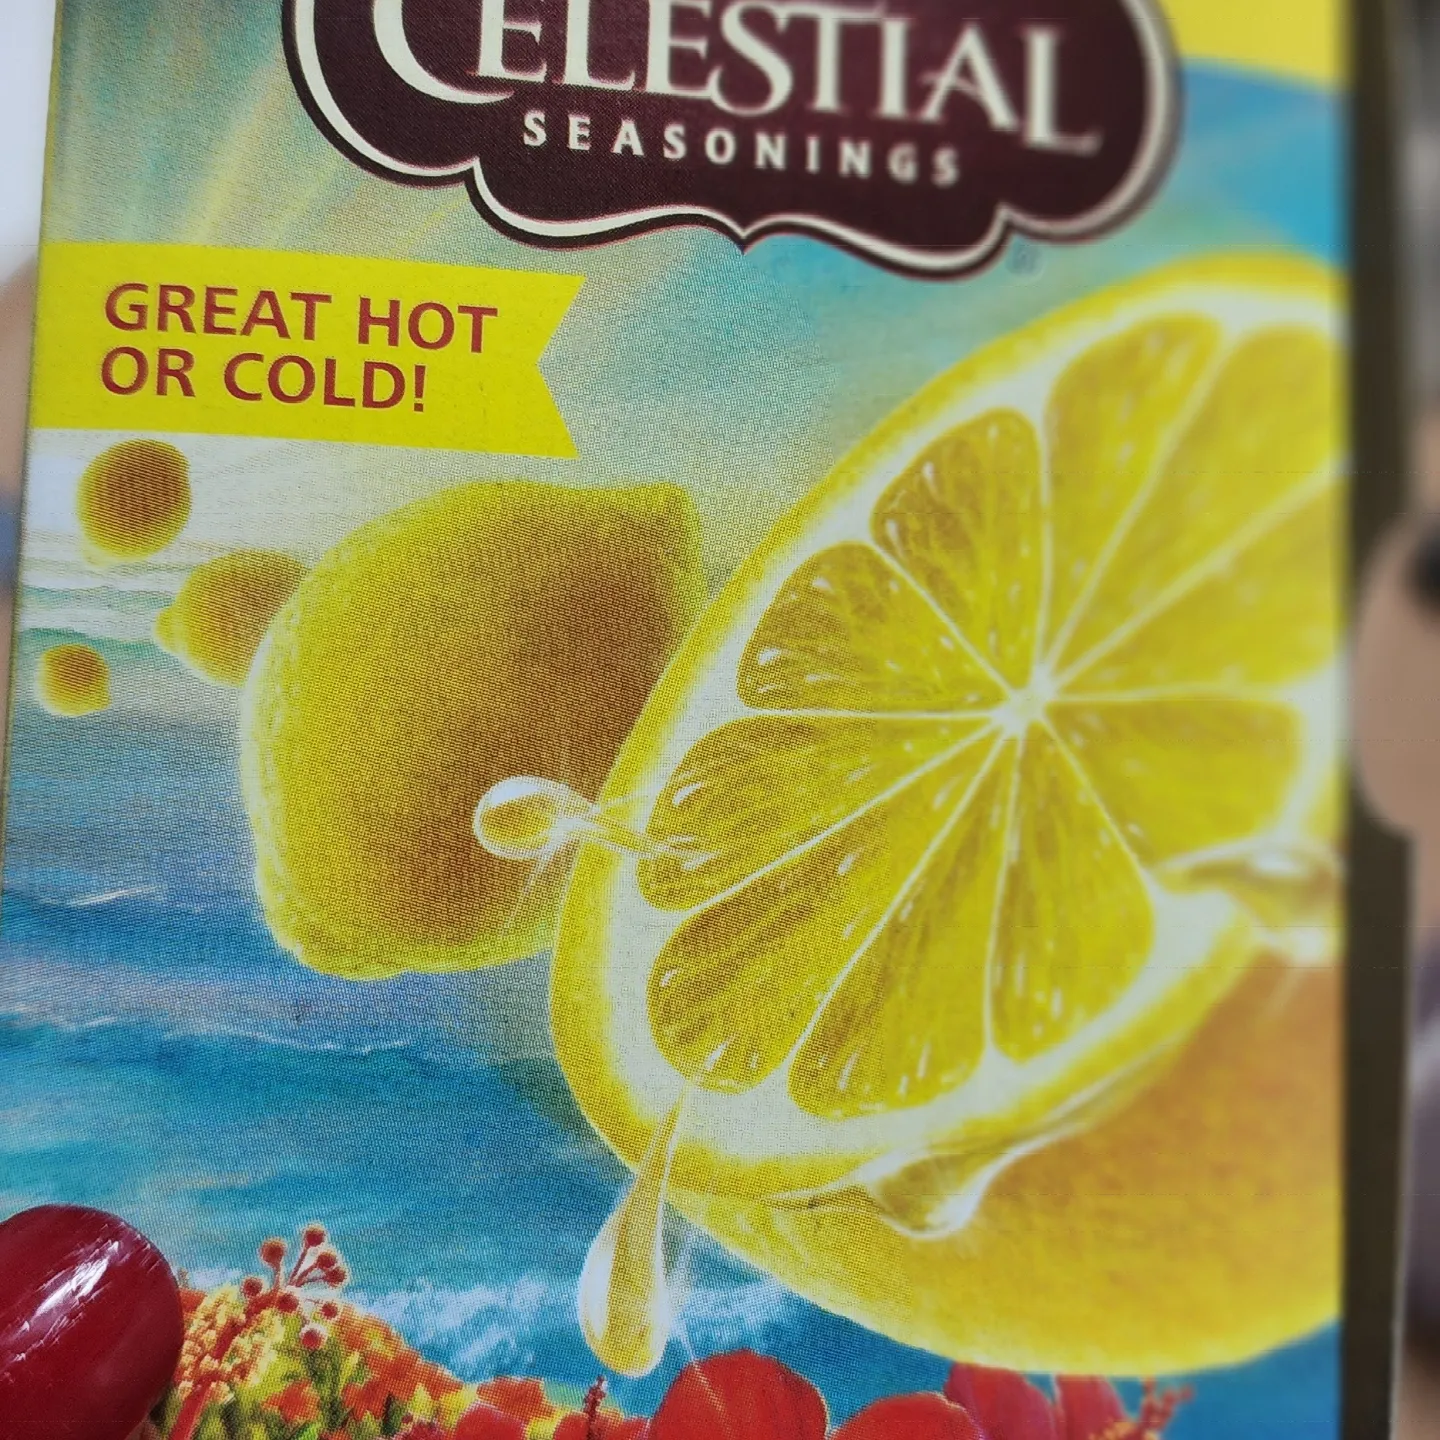 CELESTIAL
SEASONINGS
GREAT HOT
OR COLD!